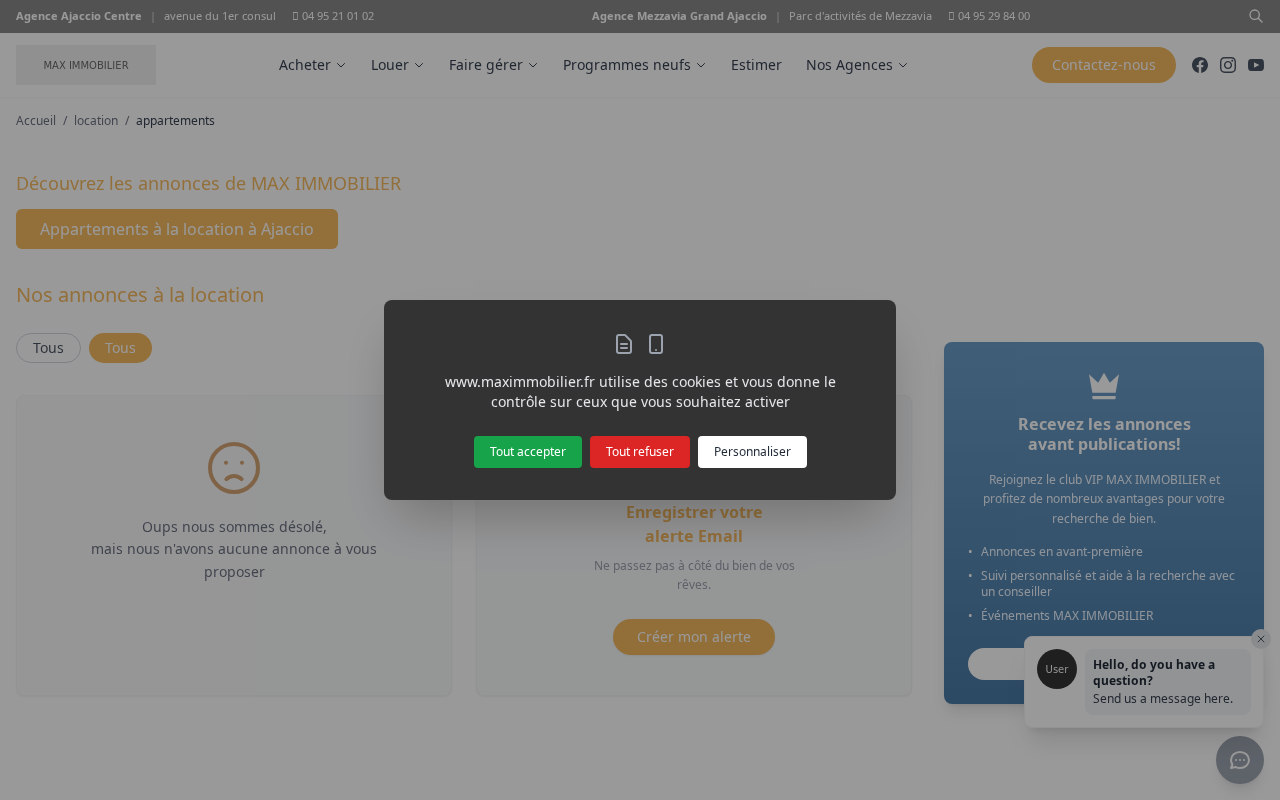 Agence Ajaccio Centre | avenue du 1er consul 04 95 21 01 02
Agence Mezzavia Grand Ajaccio | Parc d'activités de Mezzavia 04 95 29 84 00
MAX IMMOBILIER
Acheter
Louer
Faire gérer
Programmes neufs
Estimer
Nos Agences
Contactez-nous
Accueil / location / appartements
Découvrez les annonces de MAX IMMOBILIER
Appartements à la location à Ajaccio
Nos annonces à la location
Tous
Tous
Oups nous sommes désolé,
mais nous n'avons aucune annonce à vous
proposer
www.maximmobilier.fr utilise des cookies et vous donne le
contrôle sur ceux que vous souhaitez activer
Tout accepter
Tout refuser
Personnaliser
Enregistrer votre
alerte Email
Ne passez pas à côté du bien de vos
rêves.
Créer mon alerte
Recevez les annonces
avant publications!
Rejoignez le club VIP MAX IMMOBILIER et
profitez de nombreux avantages pour votre
recherche de bien.
• Annonces en avant-première
• Suivi personnalisé et aide à la recherche avec
un conseiller
• Événements MAX IMMOBILIER
User
Hello, do you have a
question?
Send us a message here.